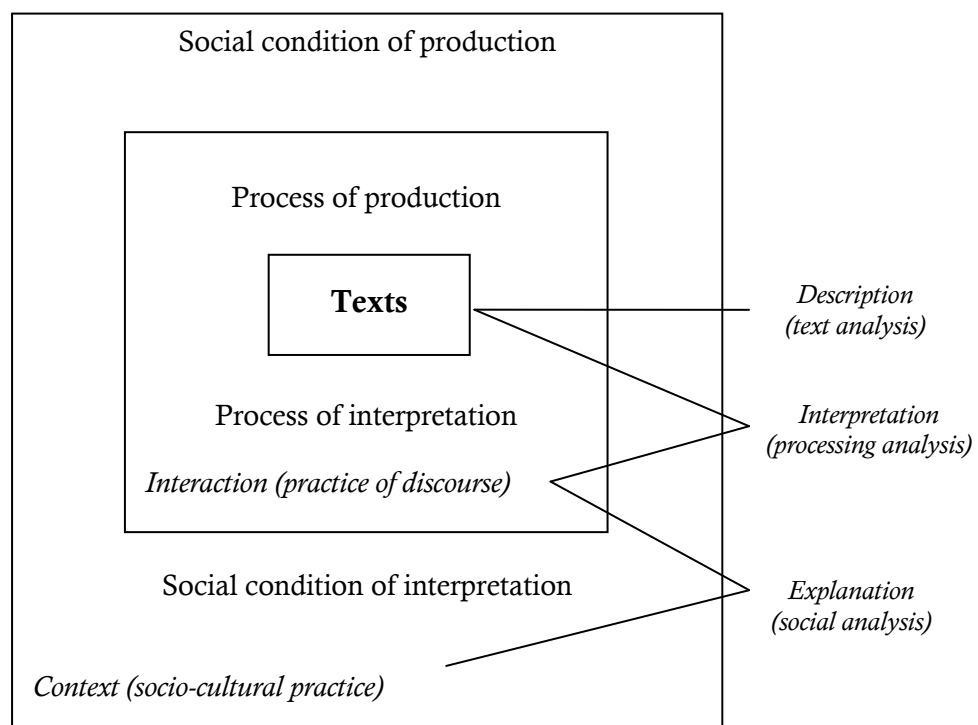 Social condition of production
Process of production
Texts
Description
(text analysis)
Process of interpretation
Interpretation
(processing analysis)
Interaction (practice of discourse)
Social condition of interpretation
Explanation
(social analysis)
Context (socio-cultural practice)